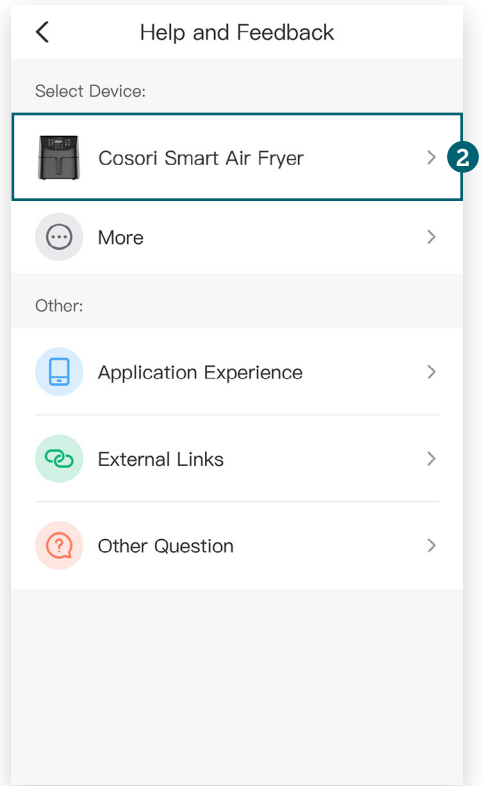 Help and Feedback
Select Device:
Cosori Smart Air Fryer
2
More
Other:
Application Experience
External Links
Other Question